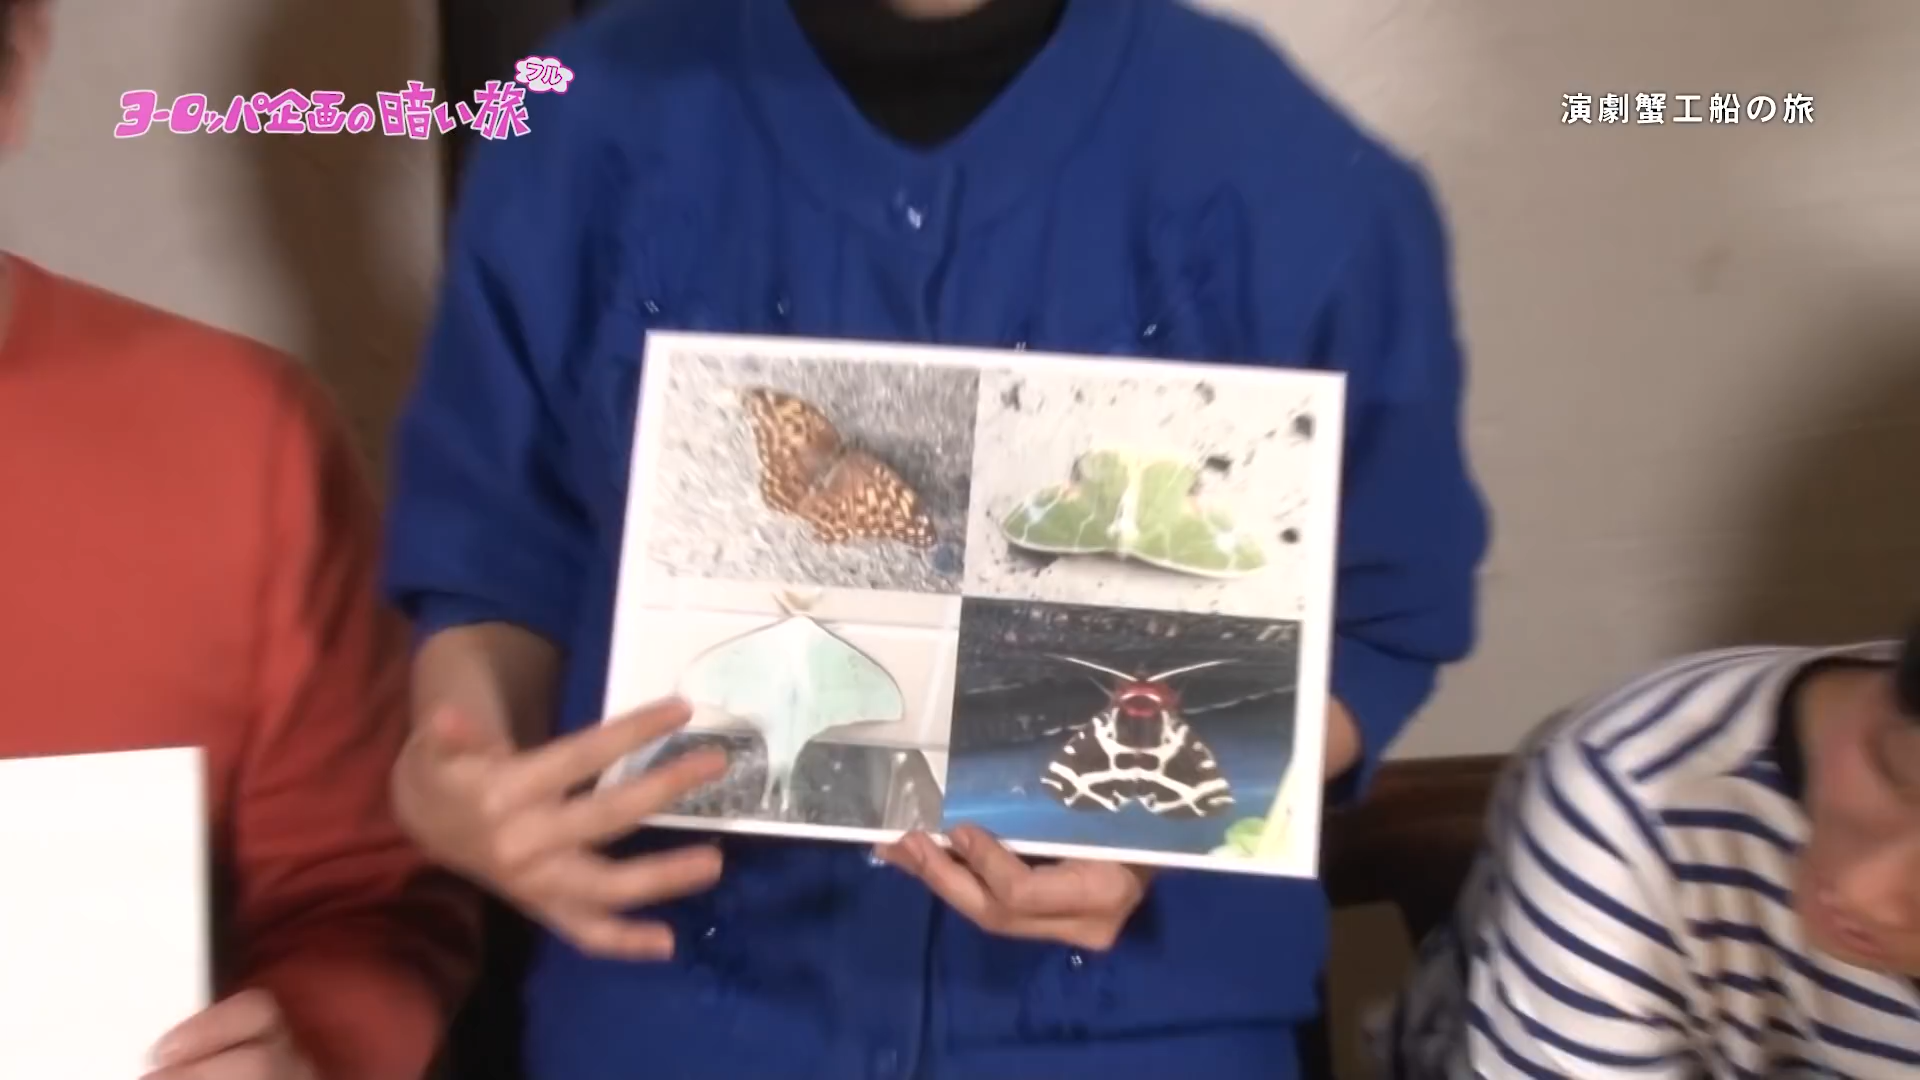 ヨーロッパ企画の暗い旅
フル
演劇蟹工船の旅